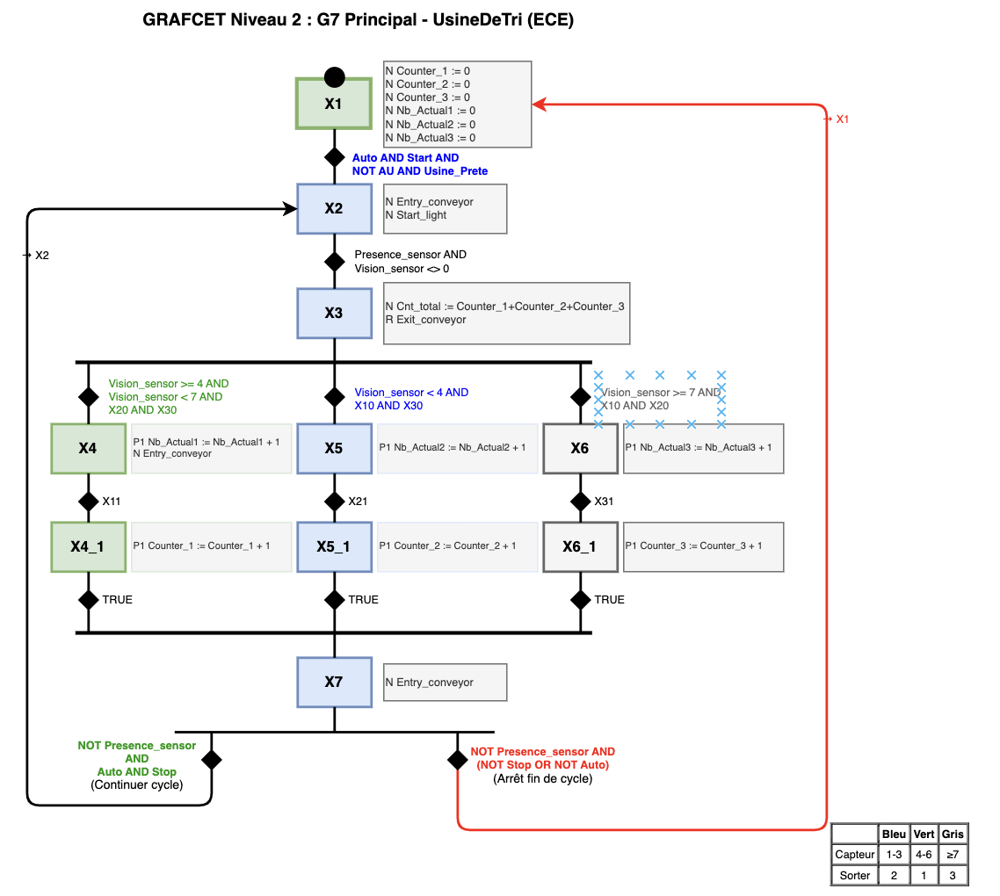 GRAFCET Niveau 2 : G7 Principal - UsineDeTri (ECE)
X1
N Counter_1 := 0
N Counter_2 := 0
N Counter_3 := 0
N Nb_Actual1 := 0
N Nb_Actual2 := 0
N Nb_Actual3 := 0
→ X1
Auto AND Start AND
NOT AU AND Usine_Prete
X2
N Entry_conveyor
N Start_light
→ X2
Presence_sensor AND
Vision_sensor <> 0
X3
N Cnt_total := Counter_1+Counter_2+Counter_3
R Exit_conveyor
Vision_sensor >= 4 AND
Vision_sensor < 7 AND
X20 AND X30
Vision_sensor < 4 AND
X10 AND X30
Vision_sensor >= 7 AND
X10 AND X20
X4
P1 Nb_Actual1 := Nb_Actual1 + 1
N Entry_conveyor
X5
P1 Nb_Actual2 := Nb_Actual2 + 1
X6
P1 Nb_Actual3 := Nb_Actual3 + 1
X11
X21
X31
X4_1
P1 Counter_1 := Counter_1 + 1
X5_1
P1 Counter_2 := Counter_2 + 1
X6_1
P1 Counter_3 := Counter_3 + 1
TRUE
TRUE
TRUE
X7
N Entry_conveyor
NOT Presence_sensor
AND
Auto AND Stop
(Continuer cycle)
NOT Presence_sensor AND
(NOT Stop OR NOT Auto)
(Arrêt fin de cycle)
Bleu Vert Gris
Capteur 1-3 4-6 ≥7
Sorter 2 1 3